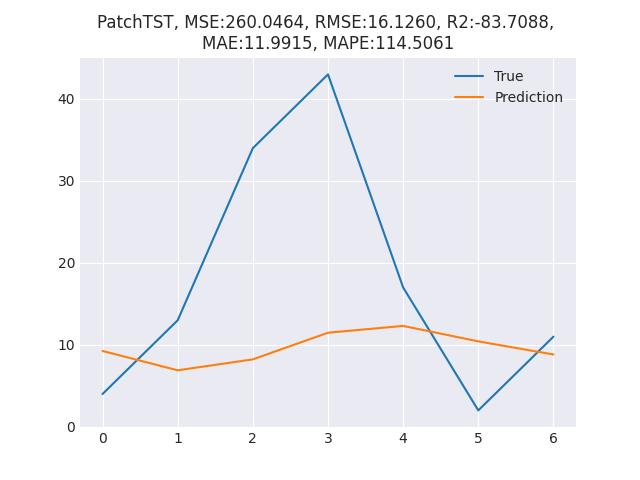 PatchTST, MSE:260.0464, RMSE:16.1260, R2:-83.7088,
MAE:11.9915, MAPE:114.5061
True
Prediction
40
30
20
10
0
0 1 2 3 4 5 6